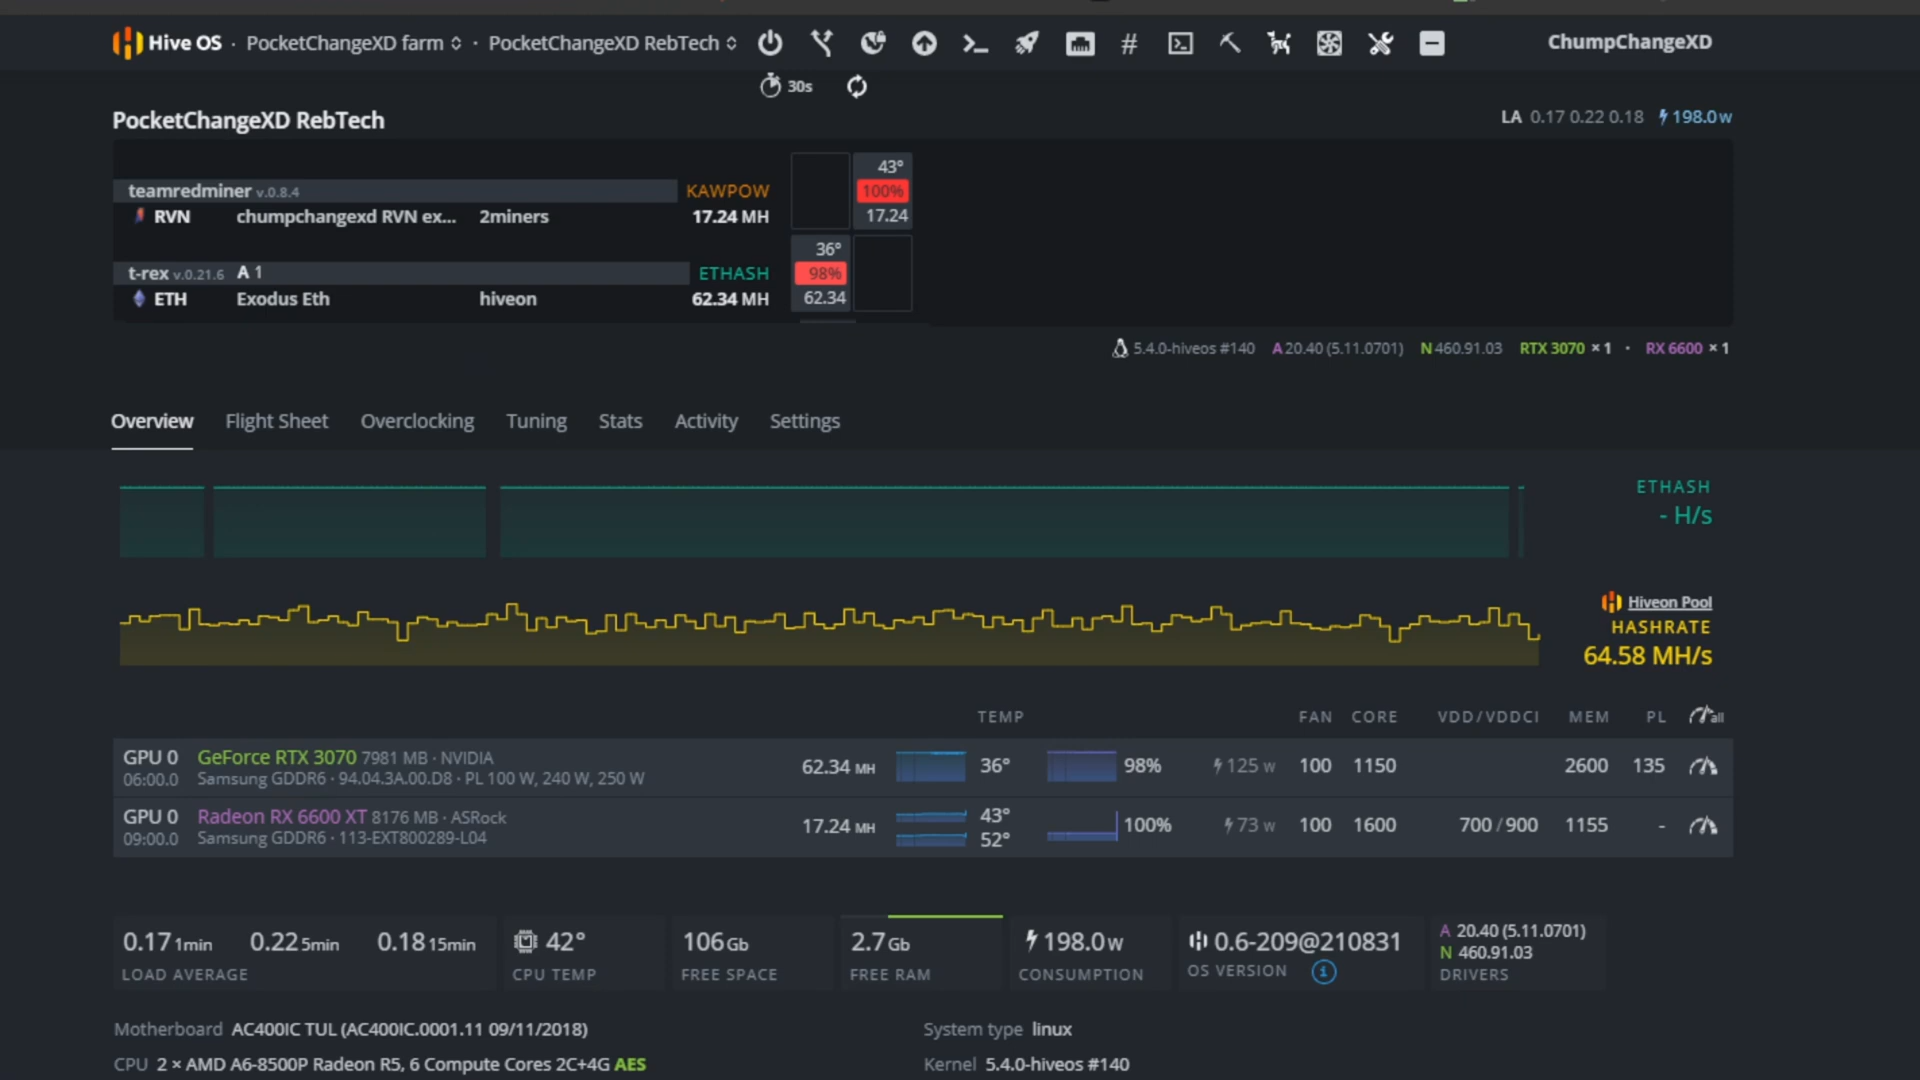 Hive OS · PocketChangeXD farm · PocketChangeXD RebTech ChumpChangeXD
30s
PocketChangeXD RebTech
LA 0.17 0.22 0.18 198.0 w
teamredminer v.0.8.4 KAWPOW
RVN chumpchangexd RVN ex... 2miners 17.24 MH
43°
100%
17.24
t-rex v.0.21.6 A 1 ETHASH
ETH Exodus Eth hiveon 62.34 MH
36°
98%
62.34
5.4.0-hiveos #140 A 20.40 (5.11.0701) N 460.91.03 RTX 3070 × 1 · RX 6600 × 1
Overview Flight Sheet Overclocking Tuning Stats Activity Settings
ETHASH
- H/s
Hiveon Pool
HASHRATE
64.58 MH/s
TEMP FAN CORE VDD/VDDCI MEM PL all
GPU 0 GeForce RTX 3070 7981 MB · NVIDIA 62.34 MH 36° 98% 125 w 100 1150 2600 135
06:00.0 Samsung GDDR6 · 94.04.3A.00.D8 · PL 100 W, 240 W, 250 W
GPU 0 Radeon RX 6600 XT 8176 MB · ASRock 17.24 MH 43° 100% 73 w 100 1600 700 / 900 1155 -
09:00.0 Samsung GDDR6 · 113-EXT800289-L04 52°
0.17 1min 0.22 5min 0.18 15min
LOAD AVERAGE
42°
CPU TEMP
106 Gb
FREE SPACE
2.7 Gb
FREE RAM
198.0 w
CONSUMPTION
0.6-209@210831
OS VERSION
A 20.40 (5.11.0701)
N 460.91.03
DRIVERS
Motherboard AC400IC TUL (AC400IC.0001.11 09/11/2018)
System type linux
CPU 2 × AMD A6-8500P Radeon R5, 6 Compute Cores 2C+4G AES
Kernel 5.4.0-hiveos #140